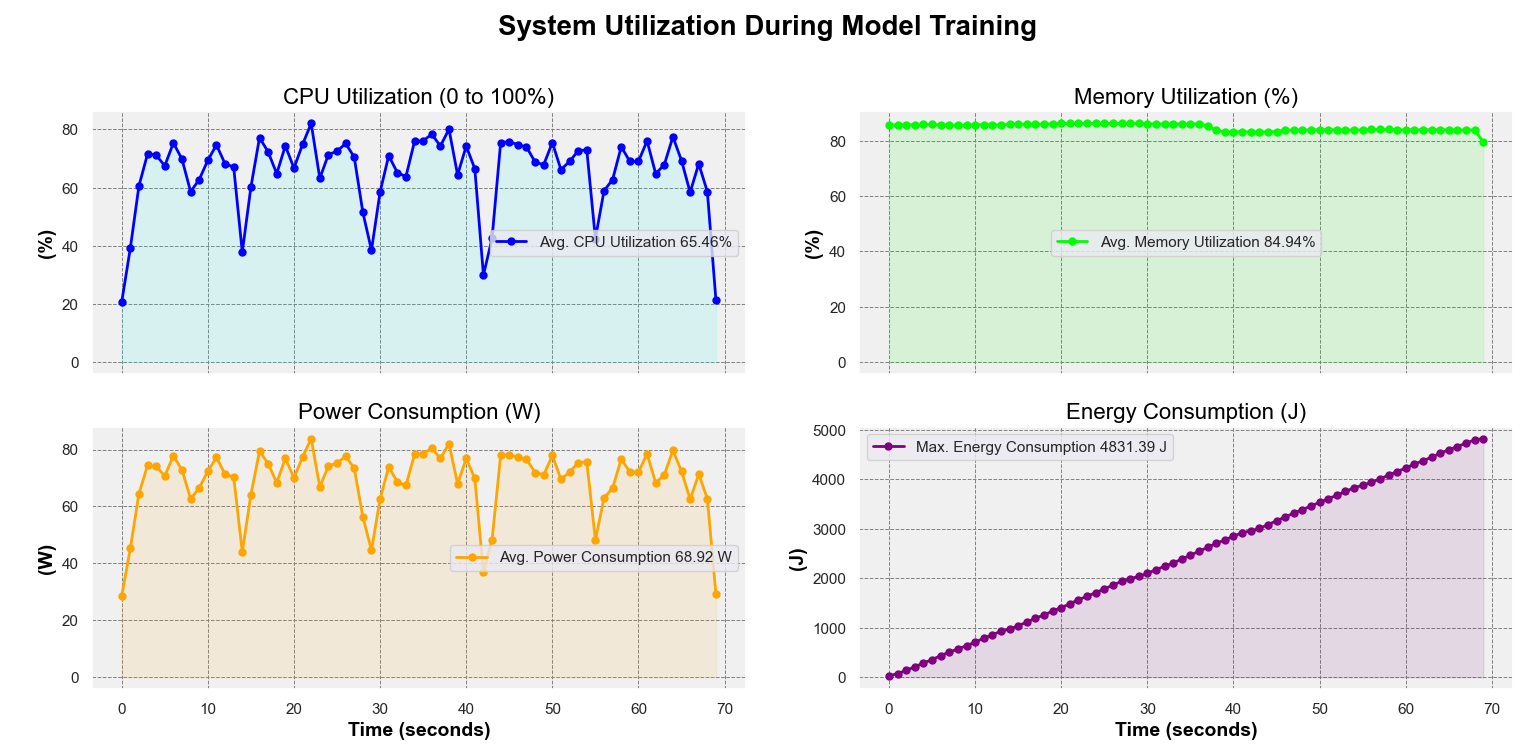 System Utilization During Model Training
CPU Utilization (0 to 100%)
(%)
80
60
40
20
0
Avg. CPU Utilization 65.46%
Memory Utilization (%)
(%)
80
60
40
20
0
Avg. Memory Utilization 84.94%
Power Consumption (W)
(W)
80
60
40
20
0
Avg. Power Consumption 68.92 W
0 10 20 30 40 50 60 70
Time (seconds)
Energy Consumption (J)
(J)
5000
4000
3000
2000
1000
0
Max. Energy Consumption 4831.39 J
0 10 20 30 40 50 60 70
Time (seconds)